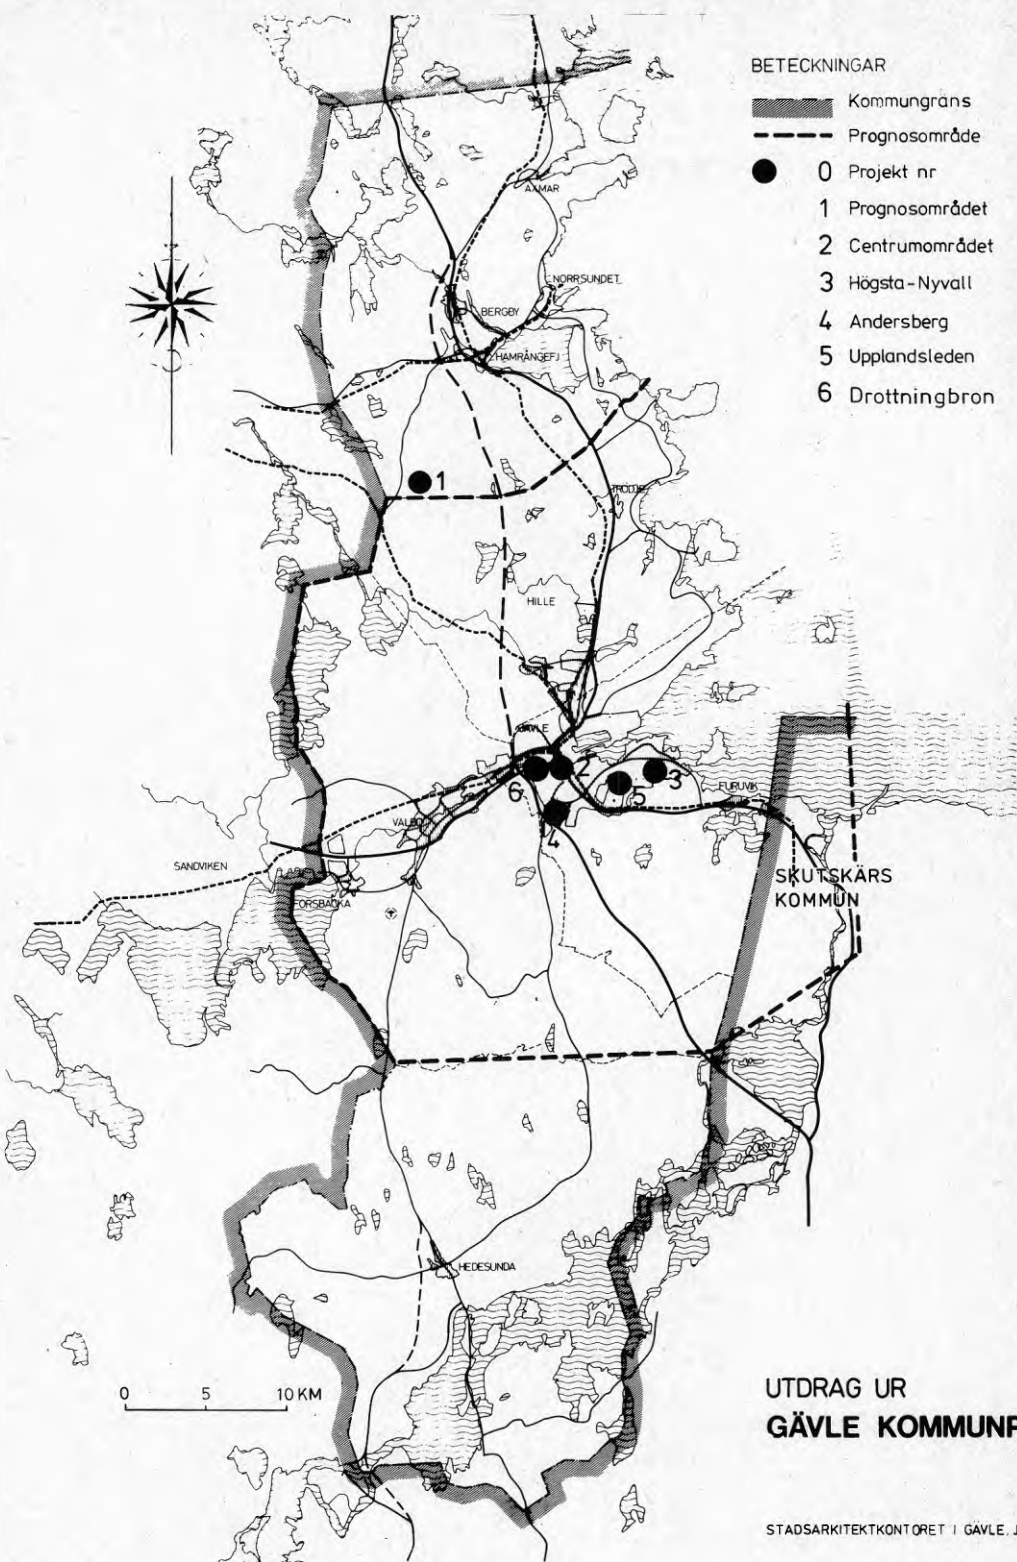 BETECKNINGAR
Kommungräns
Prognosområde
0 Projekt nr
1 Prognosområdet
2 Centrumområdet
3 Högsta-Nyvall
4 Andersberg
5 Upplandsleden
6 Drottningbron
AXMAR
NORRSUNDET
BERGBY
HAMRÅNGEFJ
1
HILLE
GÄVLE
6
2
5
3
4
FURUVIK
VALBO
SANDVIKEN
FORSBACKA
SKUTSKÄRS
KOMMUN
HEDESUNDA
0 5 10 KM
UTDRAG UR
GÄVLE KOMMUNP
STADSARKITEKTKONTORET I GÄVLE, J